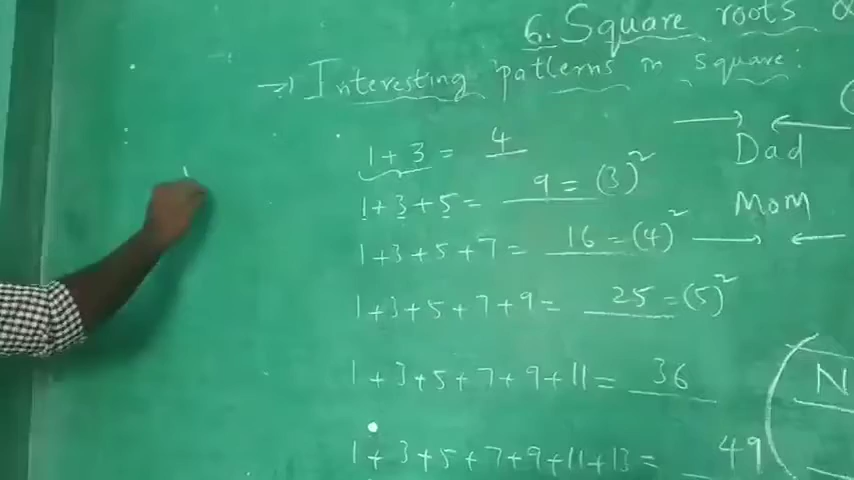 6. Square roots
→ Interesting patterns in square:
1 + 3 = 4
1 + 3 + 5 = 9 = (3)²
1 + 3 + 5 + 7 = 16 = (4)²
1 + 3 + 5 + 7 + 9 = 25 = (5)²
1 + 3 + 5 + 7 + 9 + 11 = 36
1 + 3 + 5 + 7 + 9 + 11 + 13 = 49
→ ←
Dad
Mom
→ ←
N